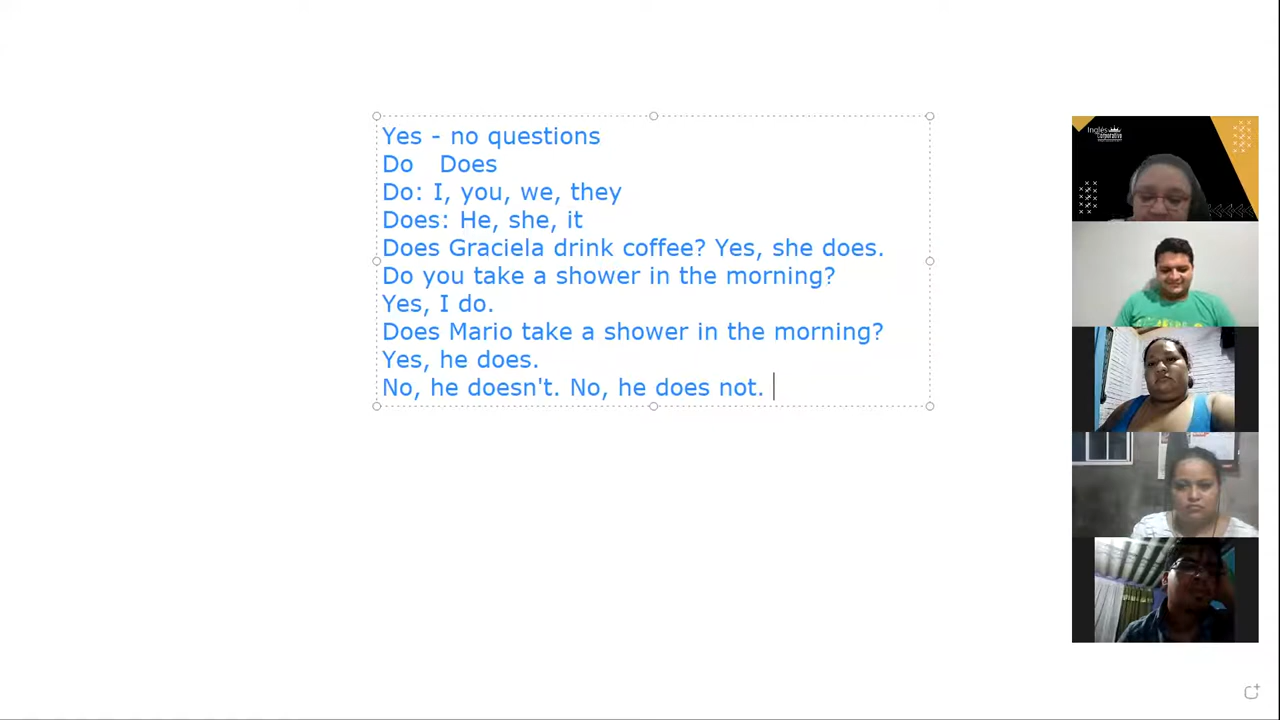 Yes - no questions
Do Does
Do: I, you, we, they
Does: He, she, it
Does Graciela drink coffee? Yes, she does.
Do you take a shower in the morning?
Yes, I do.
Does Mario take a shower in the morning?
Yes, he does.
No, he doesn't. No, he does not.
Inglés
Corporativo